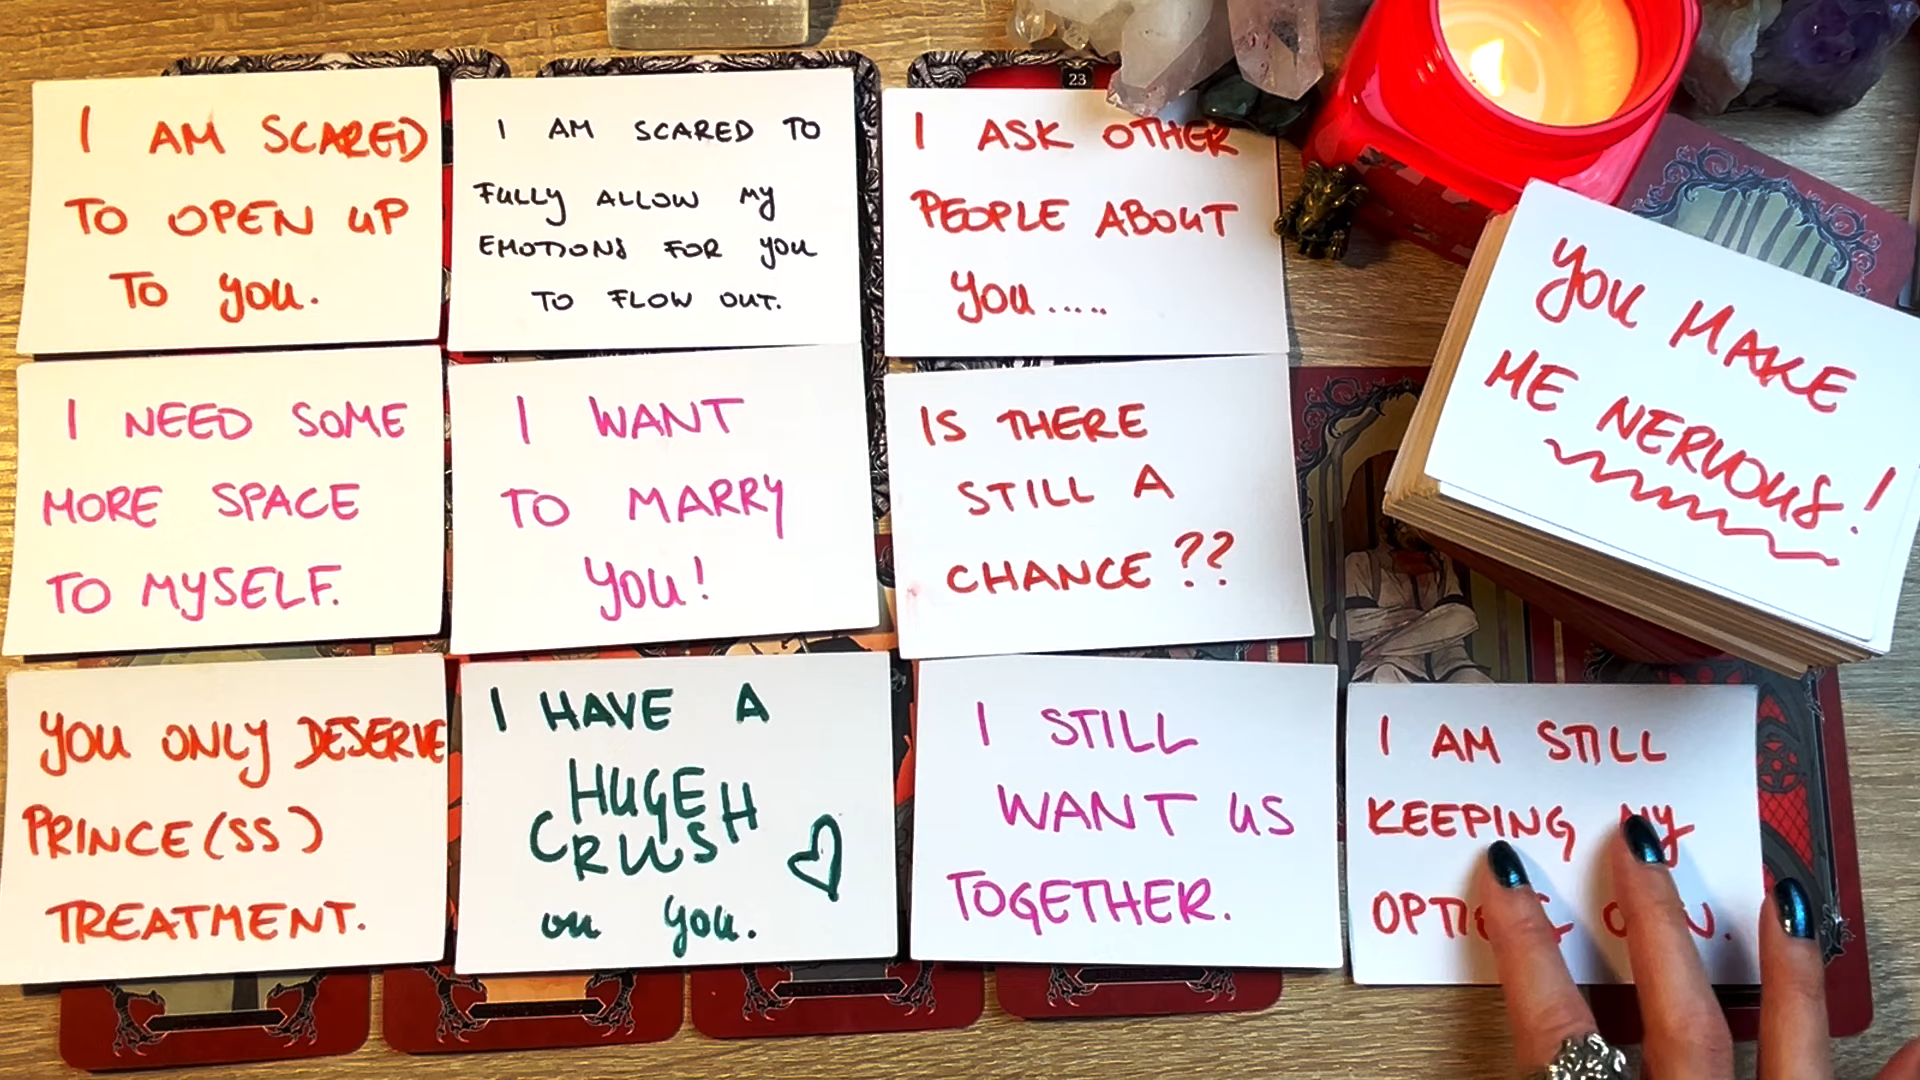 23
I AM SCARED
TO OPEN UP
TO YOU.
I AM SCARED TO
FULLY ALLOW MY
EMOTIONS FOR YOU
TO FLOW OUT.
I ASK OTHER
PEOPLE ABOUT
YOU.....
YOU MAKE
ME NERVOUS!
I NEED SOME
MORE SPACE
TO MYSELF.
I WANT
TO MARRY
YOU!
IS THERE
STILL A
CHANCE??
YOU ONLY DESERVE
PRINCE(SS)
TREATMENT.
I HAVE A
HUGE
CRUSH
on you.
I STILL
WANT US
TOGETHER.
I AM STILL
KEEPING MY